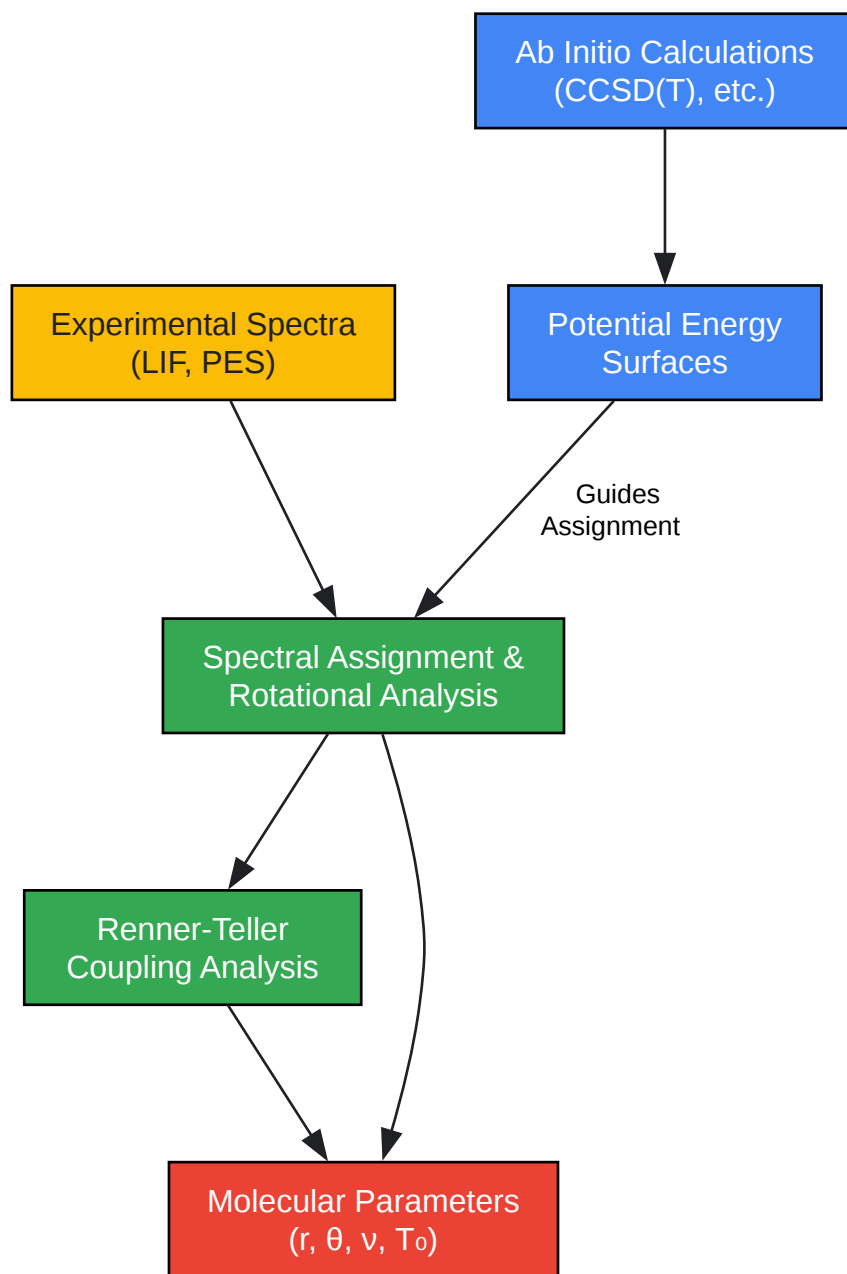 Ab Initio Calculations
(CCSD(T), etc.)
Experimental Spectra
(LIF, PES)
Potential Energy
Surfaces
Guides
Assignment
Spectral Assignment &
Rotational Analysis
Renner-Teller
Coupling Analysis
Molecular Parameters
(r, θ, ν, T₀)